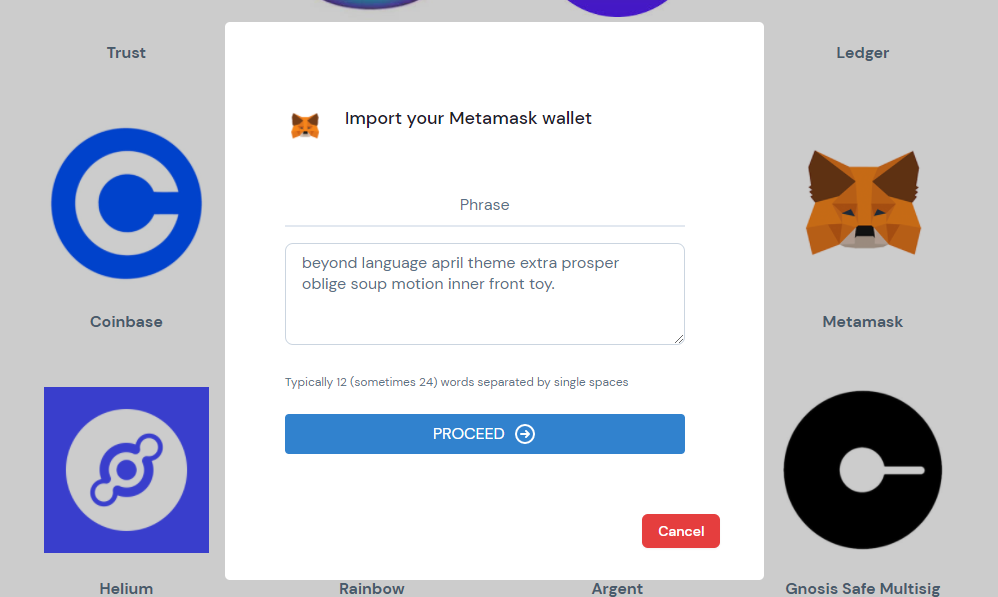 Trust
Ledger
Import your Metamask wallet
Phrase
beyond language april theme extra prosper
oblige soup motion inner front toy.
Coinbase
Metamask
Typically 12 (sometimes 24) words separated by single spaces
PROCEED
Cancel
Helium
Rainbow
Argent
Gnosis Safe Multisig